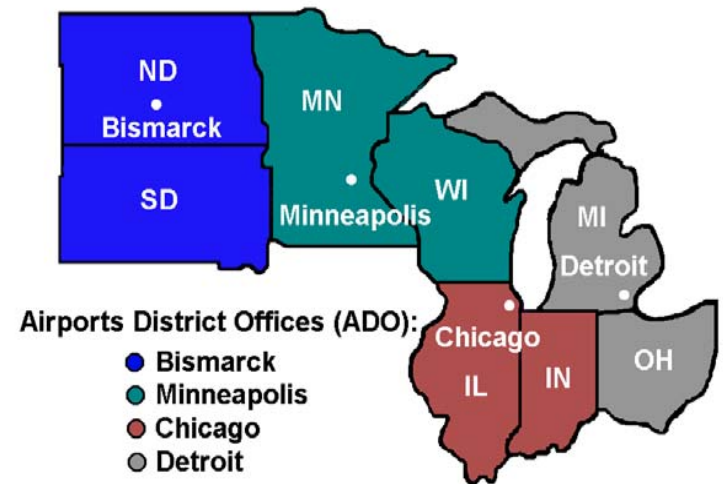 ND
Bismarck
MN
SD
WI
Minneapolis
MI
Detroit
Airports District Offices (ADO):
Bismarck
Minneapolis
Chicago
Detroit
Chicago
IL
IN
OH